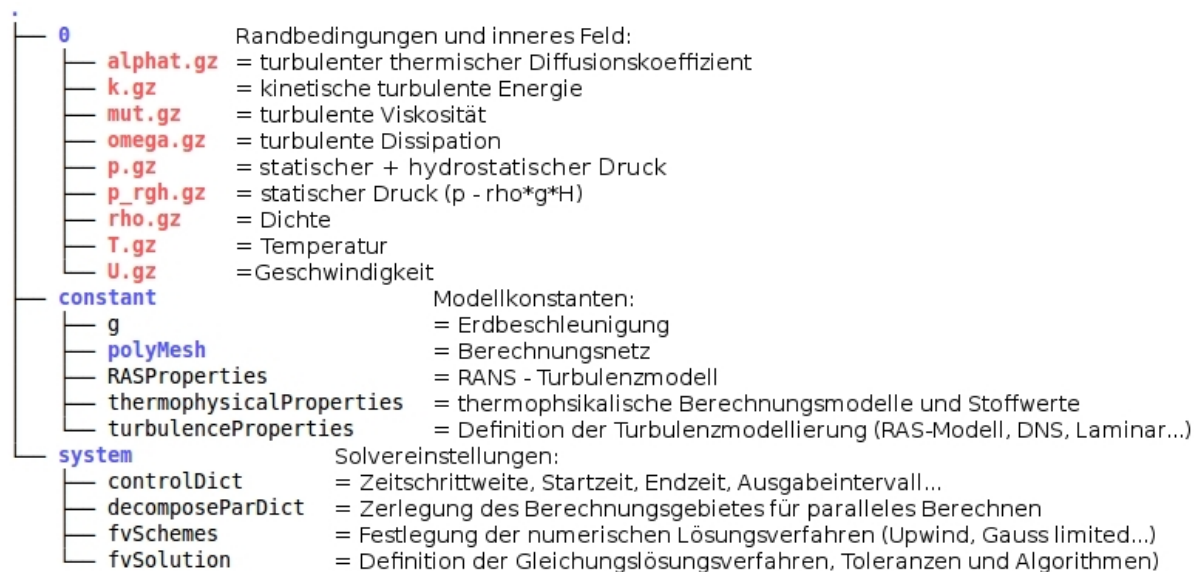 .
├── 0 Randbedingungen und inneres Feld:
├── alphat.gz = turbulenter thermischer Diffusionskoeffizient
├── k.gz = kinetische turbulente Energie
├── mut.gz = turbulente Viskosität
├── omega.gz = turbulente Dissipation
├── p.gz = statischer + hydrostatischer Druck
├── p_rgh.gz = statischer Druck (p - rho*g*H)
├── rho.gz = Dichte
├── T.gz = Temperatur
└── U.gz =Geschwindigkeit
├── constant Modellkonstanten:
├── g = Erdbeschleunigung
├── polyMesh = Berechnungsnetz
├── RASProperties = RANS - Turbulenzmodell
├── thermophysicalProperties = thermophsikalische Berechnungsmodelle und Stoffwerte
└── turbulenceProperties = Definition der Turbulenzmodellierung (RAS-Modell, DNS, Laminar...)
└── system Solvereinstellungen:
├── controlDict = Zeitschrittweite, Startzeit, Endzeit, Ausgabeintervall...
├── decomposeParDict = Zerlegung des Berechnungsgebietes für paralleles Berechnen
├── fvSchemes = Festlegung der numerischen Lösungsverfahren (Upwind, Gauss limited...)
└── fvSolution = Definition der Gleichungslösungsverfahren, Toleranzen und Algorithmen)